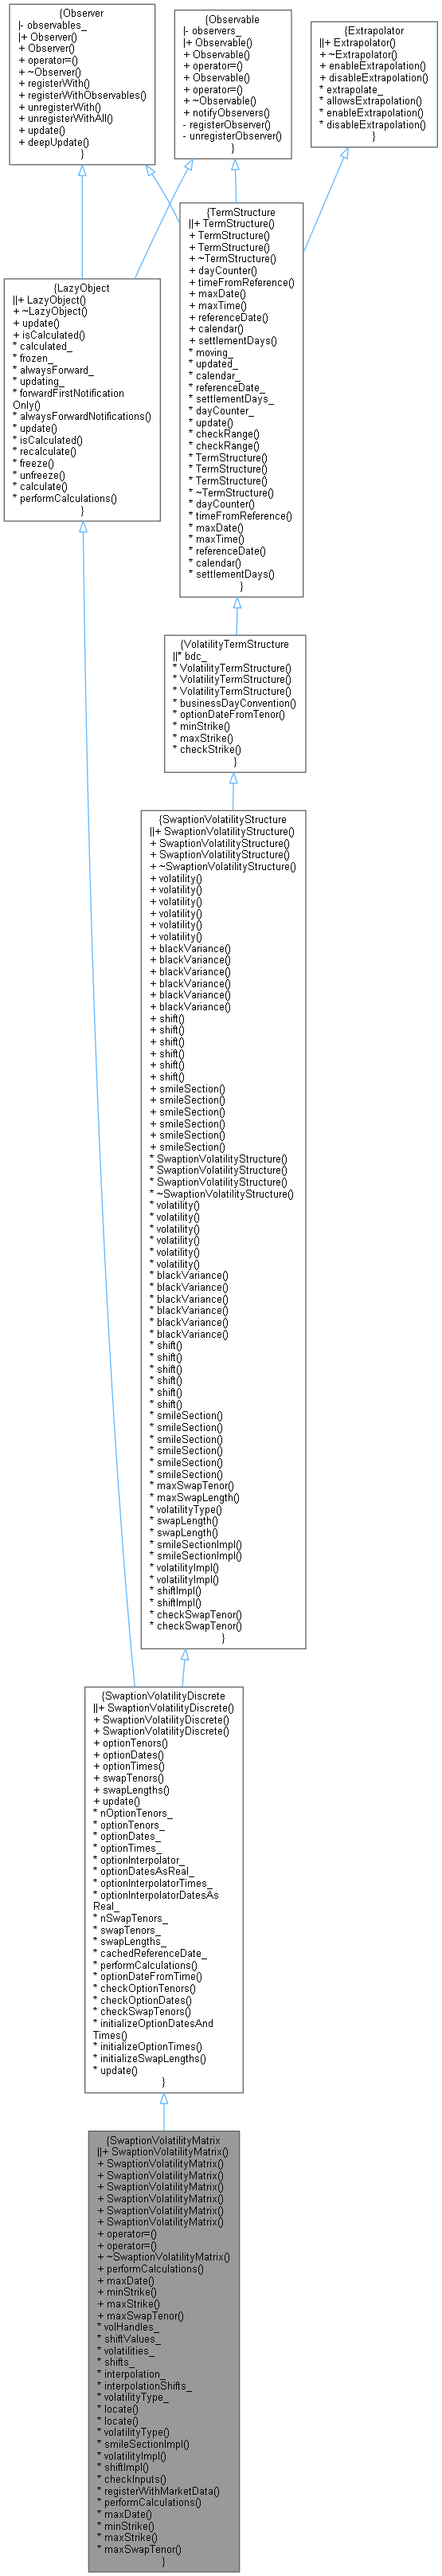 {Observer
|- observables_
|+ Observer()
+ Observer()
+ operator=()
+ ~Observer()
+ registerWith()
+ registerWithObservables()
+ unregisterWith()
+ unregisterWithAll()
+ update()
+ deepUpdate()
}
{Observable
|- observers_
|+ Observable()
+ Observable()
+ operator=()
+ Observable()
+ operator=()
+ ~Observable()
+ notifyObservers()
- registerObserver()
- unregisterObserver()
}
{Extrapolator
||+ Extrapolator()
+ ~Extrapolator()
+ enableExtrapolation()
+ disableExtrapolation()
* extrapolate_
* allowsExtrapolation()
* enableExtrapolation()
* disableExtrapolation()
}
{TermStructure
||+ TermStructure()
+ TermStructure()
+ TermStructure()
+ ~TermStructure()
+ dayCounter()
+ timeFromReference()
+ maxDate()
+ maxTime()
+ referenceDate()
+ calendar()
+ settlementDays()
* moving_
* updated_
* calendar_
* referenceDate_
* settlementDays_
* dayCounter_
* update()
* checkRange()
* checkRange()
* TermStructure()
* TermStructure()
* TermStructure()
* ~TermStructure()
* dayCounter()
* timeFromReference()
* maxDate()
* maxTime()
* referenceDate()
* calendar()
* settlementDays()
}
{LazyObject
||+ LazyObject()
+ ~LazyObject()
+ update()
+ isCalculated()
* calculated_
* frozen_
* alwaysForward_
* updating_
* forwardFirstNotification
Only()
* alwaysForwardNotifications()
* update()
* isCalculated()
* recalculate()
* freeze()
* unfreeze()
* calculate()
* performCalculations()
}
{VolatilityTermStructure
||* bdc_
* VolatilityTermStructure()
* VolatilityTermStructure()
* VolatilityTermStructure()
* businessDayConvention()
* optionDateFromTenor()
* minStrike()
* maxStrike()
* checkStrike()
}
{SwaptionVolatilityStructure
||+ SwaptionVolatilityStructure()
+ SwaptionVolatilityStructure()
+ SwaptionVolatilityStructure()
+ ~SwaptionVolatilityStructure()
+ volatility()
+ volatility()
+ volatility()
+ volatility()
+ volatility()
+ volatility()
+ blackVariance()
+ blackVariance()
+ blackVariance()
+ blackVariance()
+ blackVariance()
+ blackVariance()
+ shift()
+ shift()
+ shift()
+ shift()
+ shift()
+ shift()
+ smileSection()
+ smileSection()
+ smileSection()
+ smileSection()
+ smileSection()
+ smileSection()
* SwaptionVolatilityStructure()
* SwaptionVolatilityStructure()
* SwaptionVolatilityStructure()
* ~SwaptionVolatilityStructure()
* volatility()
* volatility()
* volatility()
* volatility()
* volatility()
* volatility()
* blackVariance()
* blackVariance()
* blackVariance()
* blackVariance()
* blackVariance()
* blackVariance()
* shift()
* shift()
* shift()
* shift()
* shift()
* shift()
* smileSection()
* smileSection()
* smileSection()
* smileSection()
* smileSection()
* smileSection()
* maxSwapTenor()
* maxSwapLength()
* volatilityType()
* swapLength()
* swapLength()
* smileSectionImpl()
* smileSectionImpl()
* volatilityImpl()
* volatilityImpl()
* shiftImpl()
* shiftImpl()
* checkSwapTenor()
* checkSwapTenor()
}
{SwaptionVolatilityDiscrete
||+ SwaptionVolatilityDiscrete()
+ SwaptionVolatilityDiscrete()
+ SwaptionVolatilityDiscrete()
+ optionTenors()
+ optionDates()
+ optionTimes()
+ swapTenors()
+ swapLengths()
+ update()
* nOptionTenors_
* optionTenors_
* optionDates_
* optionTimes_
* optionInterpolator_
* optionDatesAsReal_
* optionInterpolatorTimes_
* optionInterpolatorDatesAs
Real_
* nSwapTenors_
* swapTenors_
* swapLengths_
* cachedReferenceDate_
* performCalculations()
* optionDateFromTime()
* checkOptionTenors()
* checkOptionDates()
* checkSwapTenors()
* initializeOptionDatesAnd
Times()
* initializeOptionTimes()
* initializeSwapLengths()
* update()
}
{SwaptionVolatilityMatrix
||+ SwaptionVolatilityMatrix()
+ SwaptionVolatilityMatrix()
+ SwaptionVolatilityMatrix()
+ SwaptionVolatilityMatrix()
+ SwaptionVolatilityMatrix()
+ SwaptionVolatilityMatrix()
+ SwaptionVolatilityMatrix()
+ operator=()
+ operator=()
+ ~SwaptionVolatilityMatrix()
+ performCalculations()
+ maxDate()
+ minStrike()
+ maxStrike()
+ maxSwapTenor()
* volHandles_
* shiftValues_
* volatilities_
* shifts_
* interpolation_
* interpolationShifts_
* volatilityType_
* locate()
* locate()
* volatilityType()
* smileSectionImpl()
* volatilityImpl()
* shiftImpl()
* checkInputs()
* registerWithMarketData()
* performCalculations()
* maxDate()
* minStrike()
* maxStrike()
* maxSwapTenor()
}